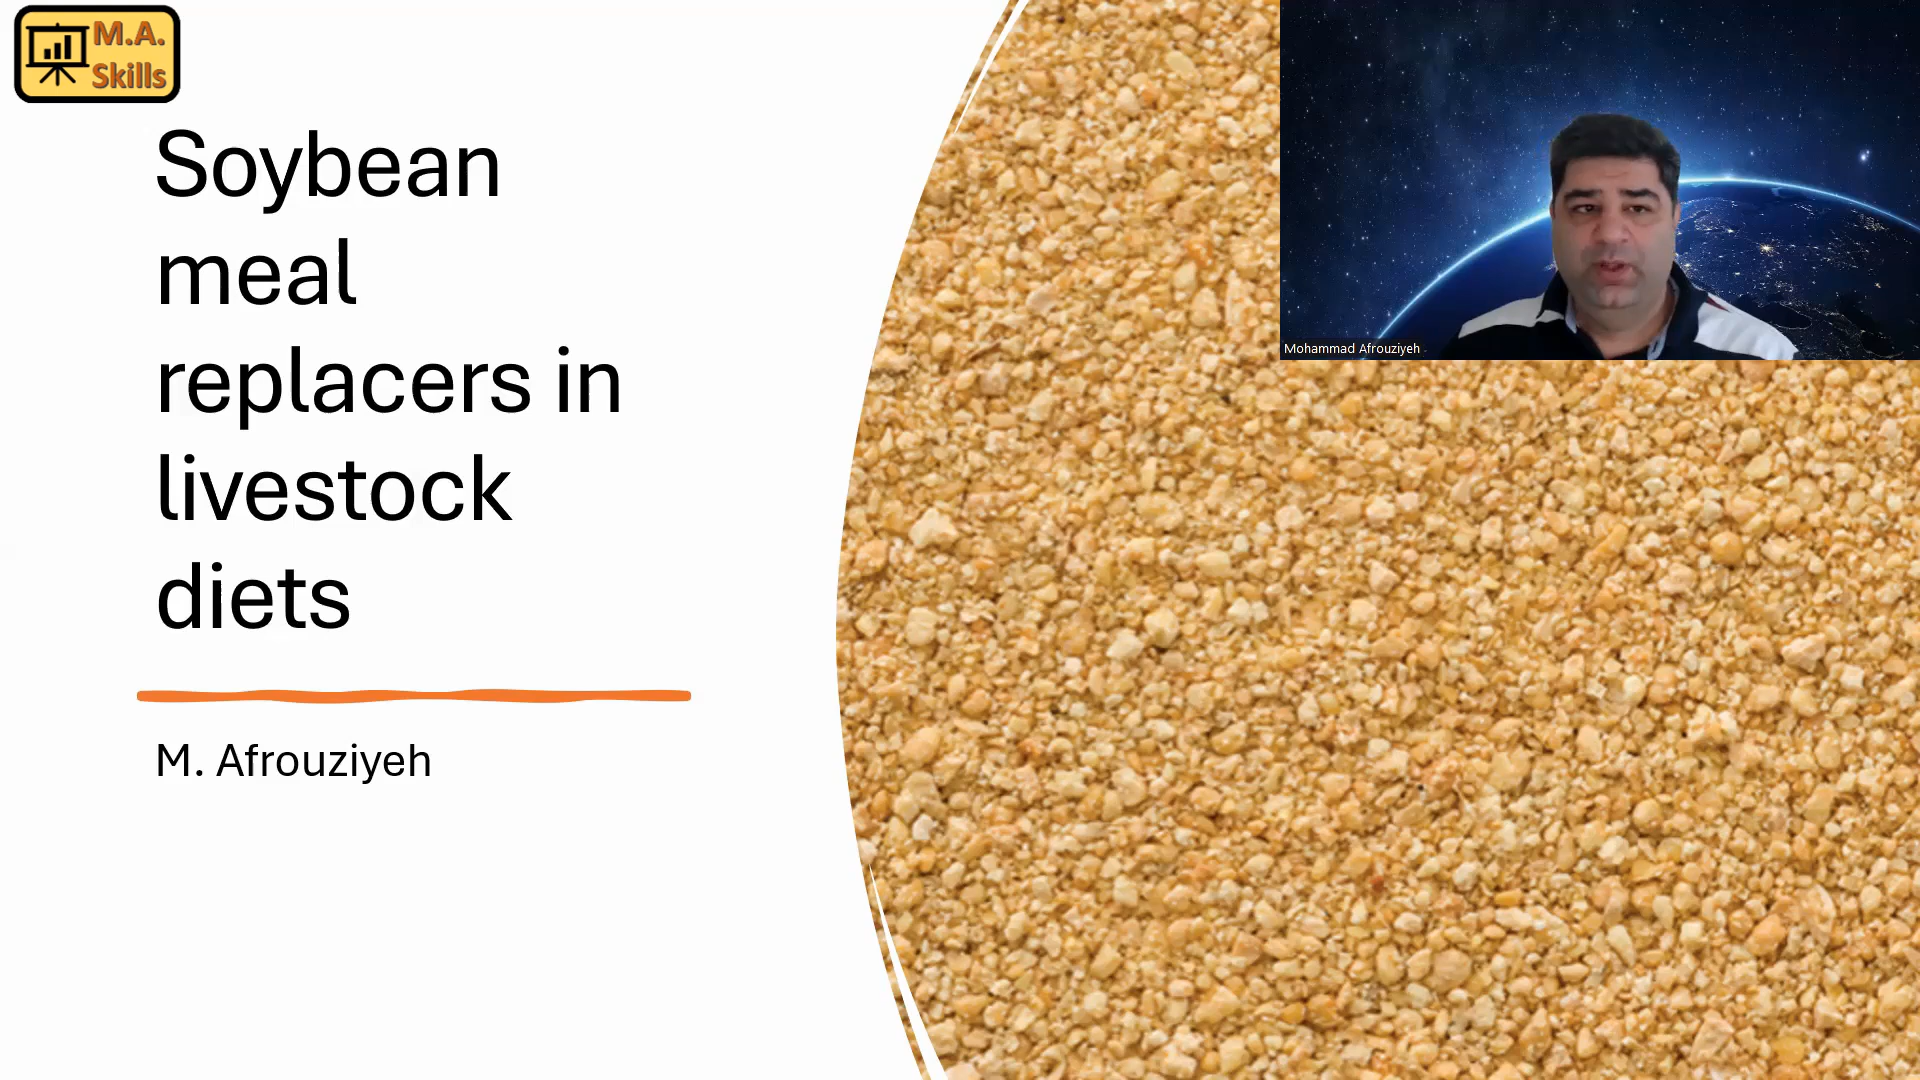 M.A.
Skills
Soybean
meal
replacers in
livestock
diets
M. Afrouziyeh
Mohammad Afrouziyeh